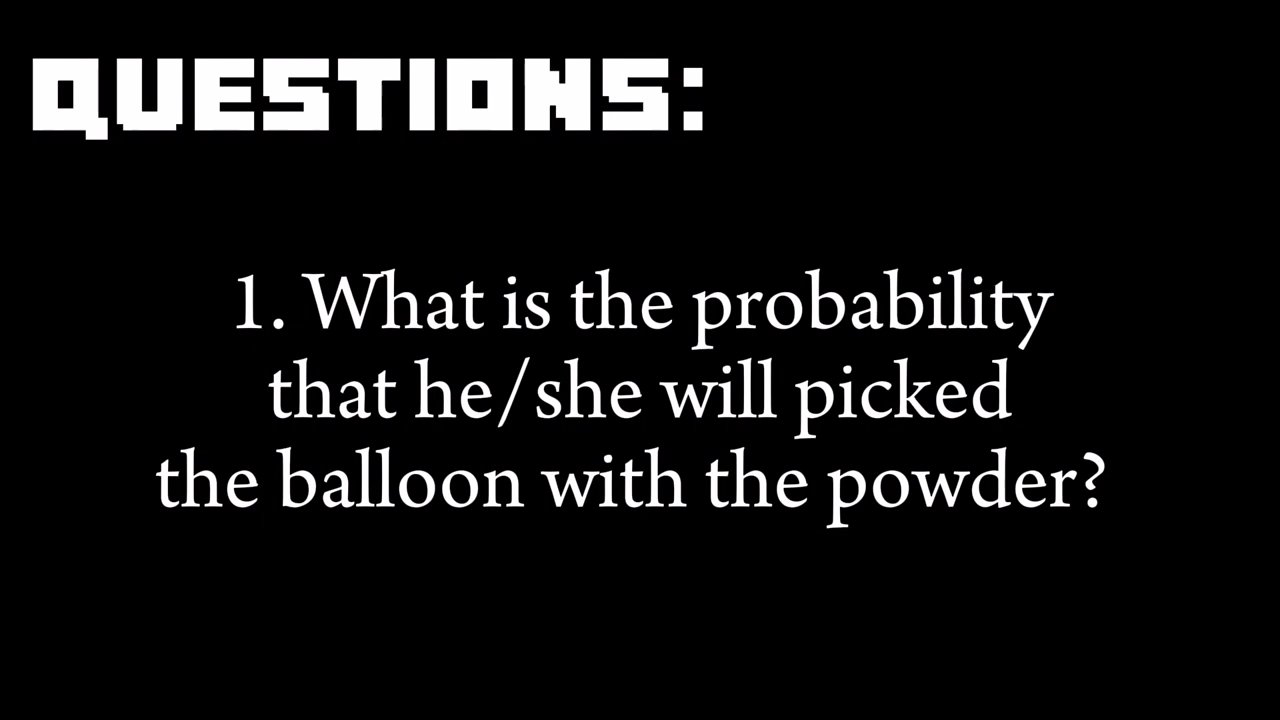 QUESTIONS:
1. What is the probability
that he/she will picked
the balloon with the powder?